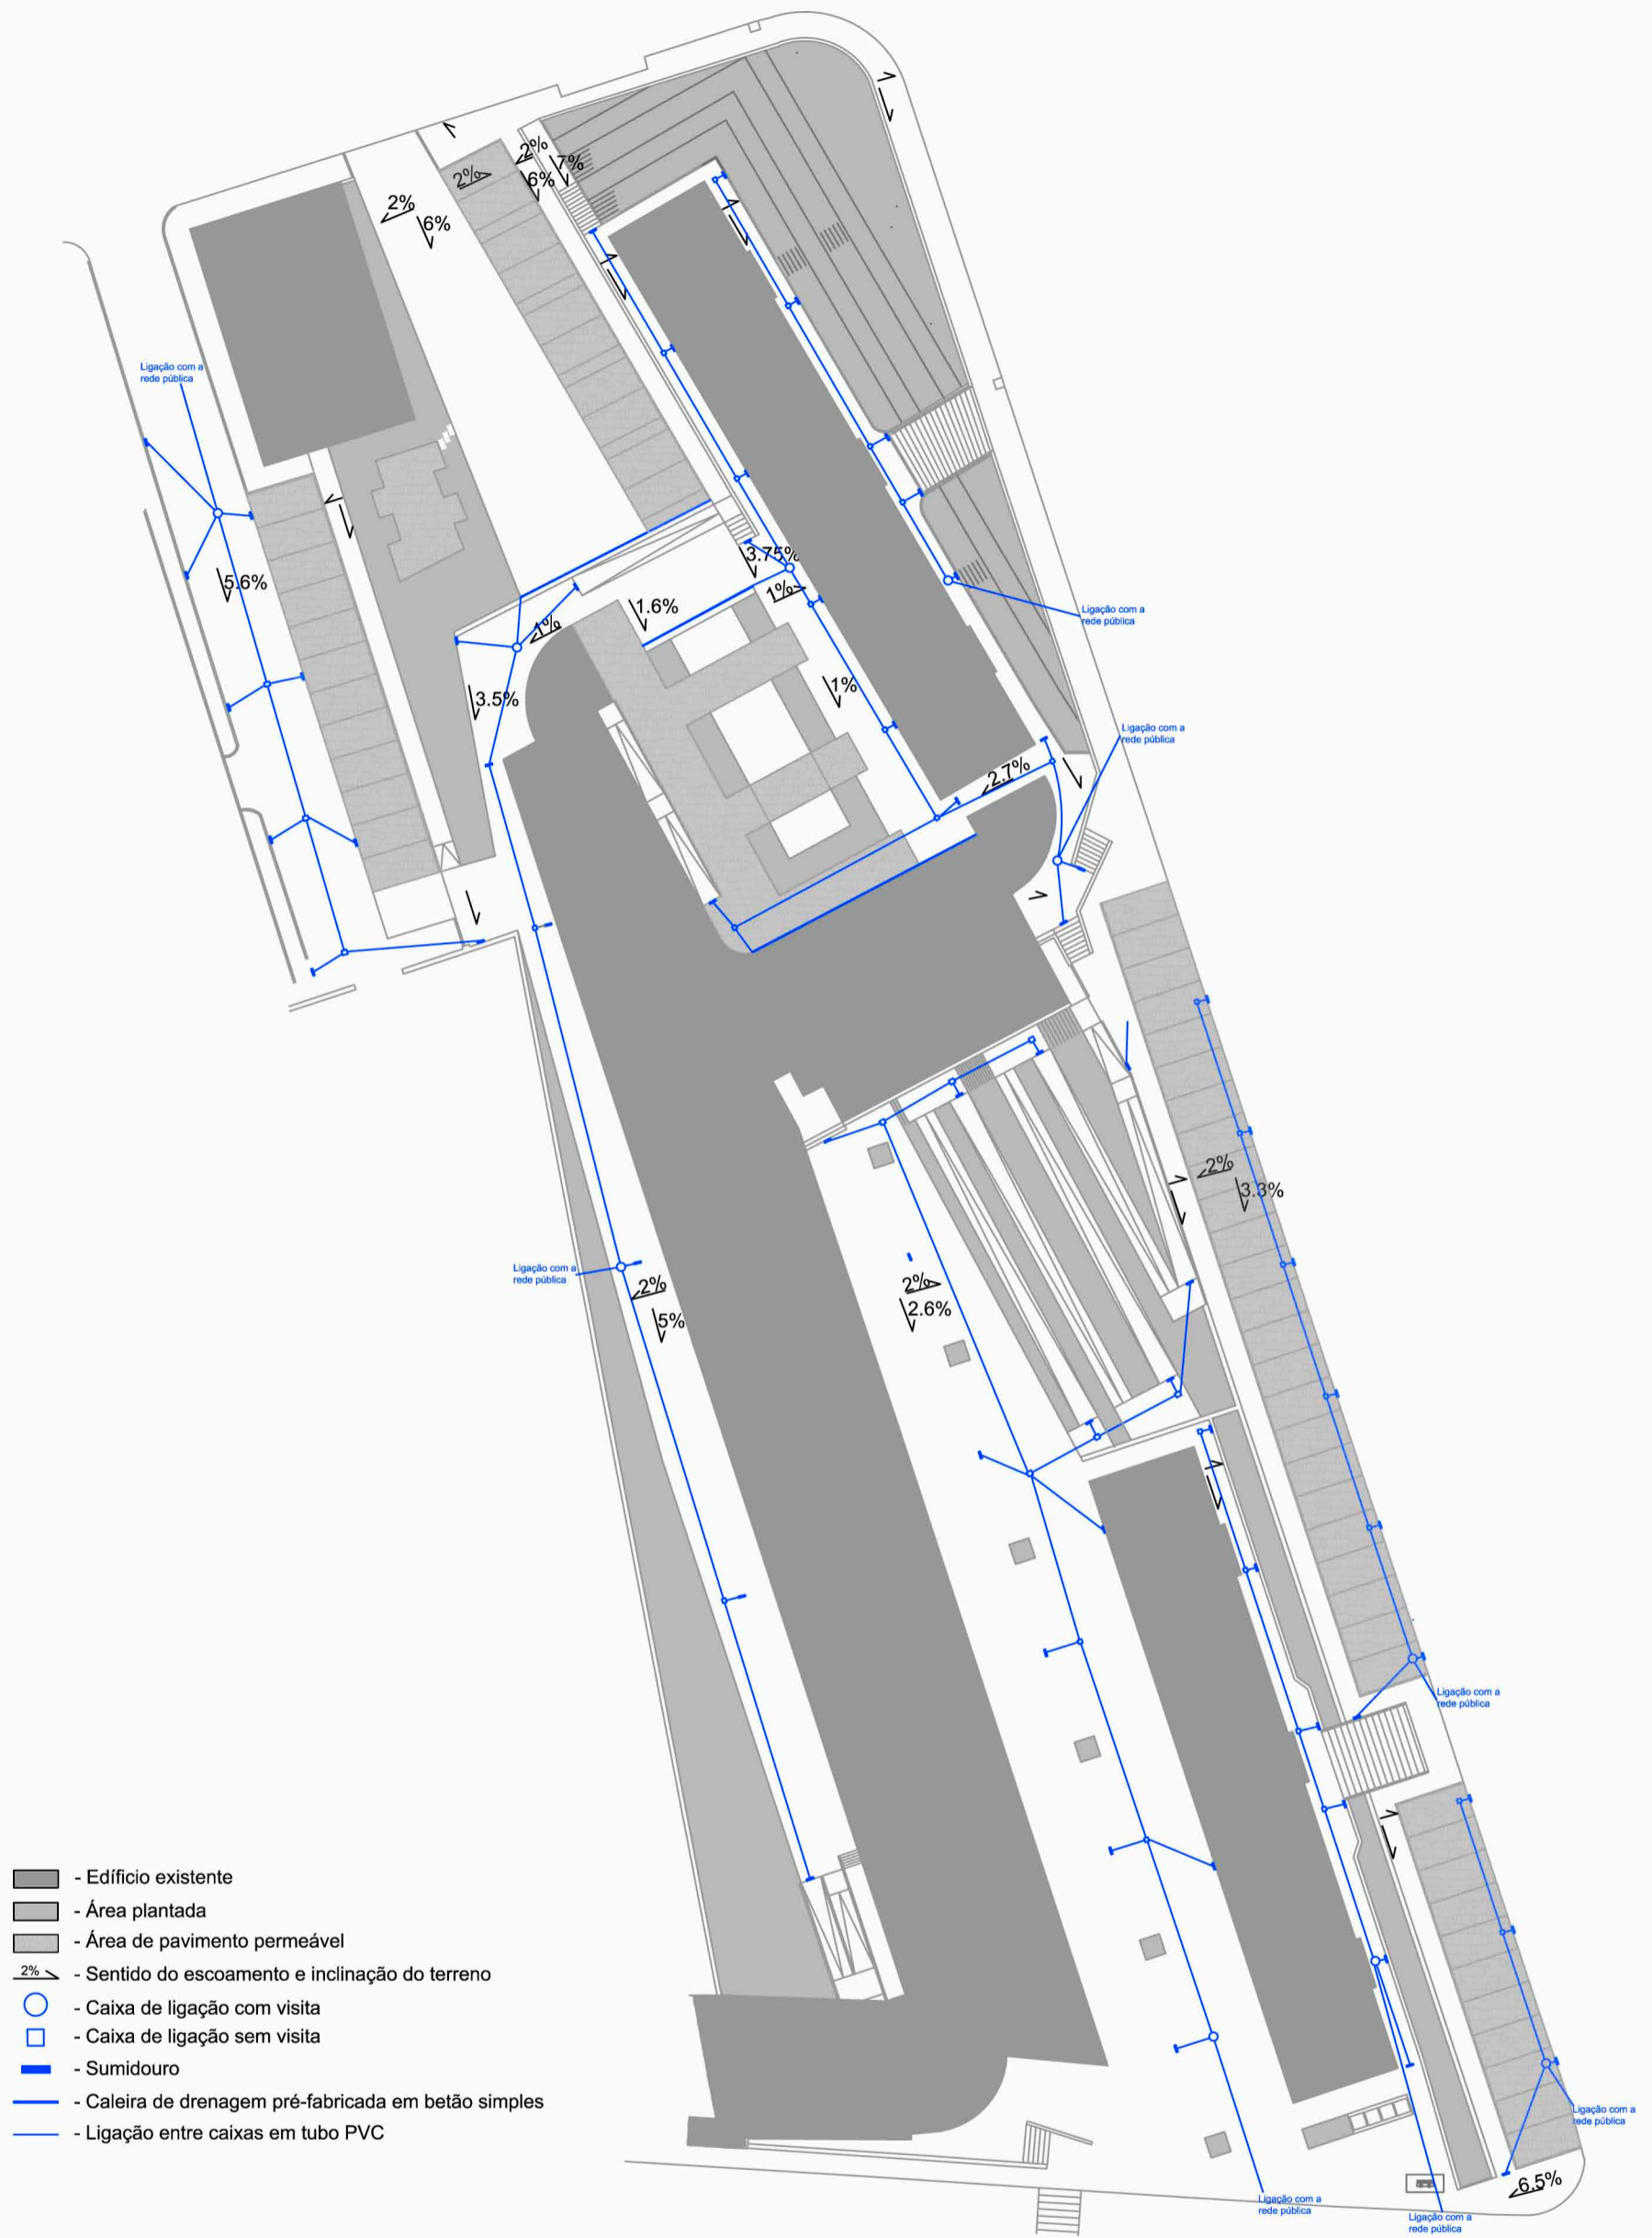 2%
7%
2%
6%
2%
6%
Ligação com a
rede pública
3.75%
5.6%
1%
1.6%
Ligação com a
rede pública
1%
1%
3.5%
Ligação com a
rede pública
2.7%
2%
3.3%
Ligação com a
rede pública
2%
2%
2.6%
5%
Ligação com a
rede pública
- Edíficio existente
- Área plantada
- Área de pavimento permeável
2% - Sentido do escoamento e inclinação do terreno
- Caixa de ligação com visita
- Caixa de ligação sem visita
- Sumidouro
- Caleira de drenagem pré-fabricada em betão simples
- Ligação entre caixas em tubo PVC
Ligação com a
rede pública
6.5%
Ligação com a
rede pública
Ligação com a
rede pública